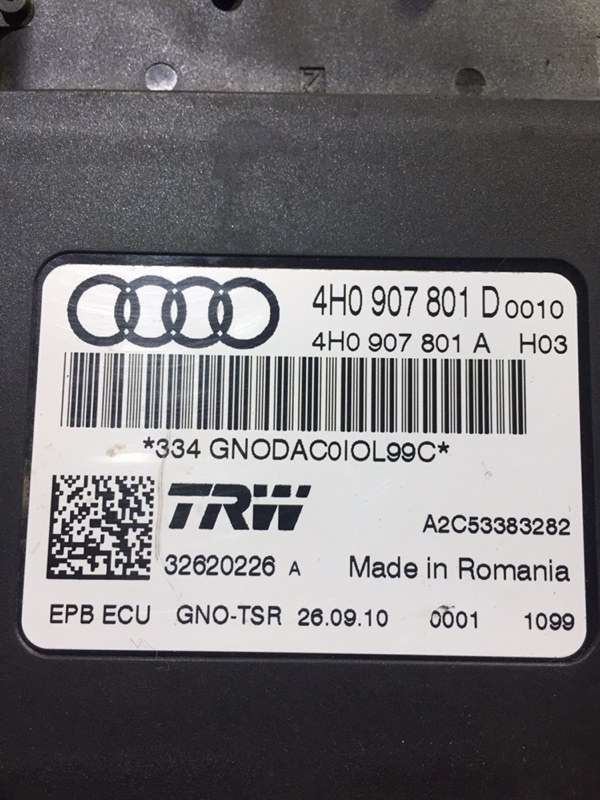 4H0 907 801 D 0010
4H0 907 801 A H03
*334 GNODAC0IOL99C*
TRW
A2C53383282
32620226 A Made in Romania
EPB ECU GNO-TSR 26.09.10 0001 1099